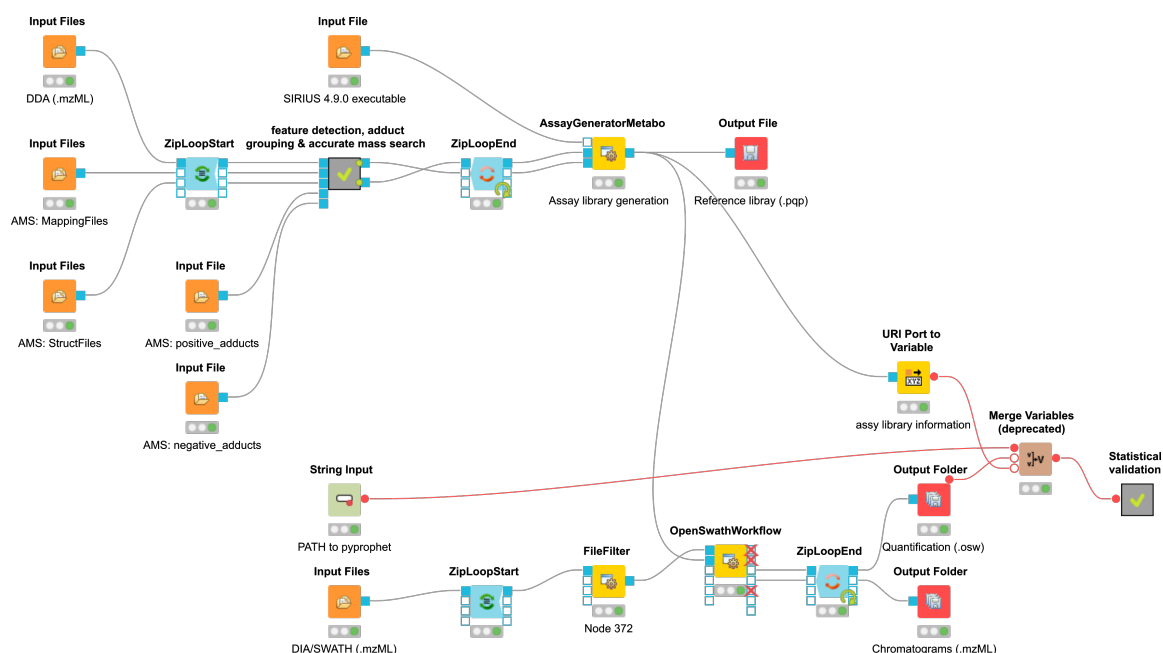 Input Files
DDA (.mzML)
Input File
SIRIUS 4.9.0 executable
Input Files
AMS: MappingFiles
ZipLoopStart
feature detection, adduct
grouping & accurate mass search
ZipLoopEnd
AssayGeneratorMetabo
Assay library generation
Output File
Reference libray (.pqp)
Input Files
AMS: StructFiles
Input File
AMS: positive_adducts
Input File
AMS: negative_adducts
URI Port to
Variable
XYZ
assy library information
Merge Variables
(deprecated)
V
V
V
Statistical
validation
String Input
PATH to pyprophet
Output Folder
Quantification (.osw)
OpenSwathWorkflow
Input Files
DIA/SWATH (.mzML)
ZipLoopStart
FileFilter
Node 372
ZipLoopEnd
Output Folder
Chromatograms (.mzML)